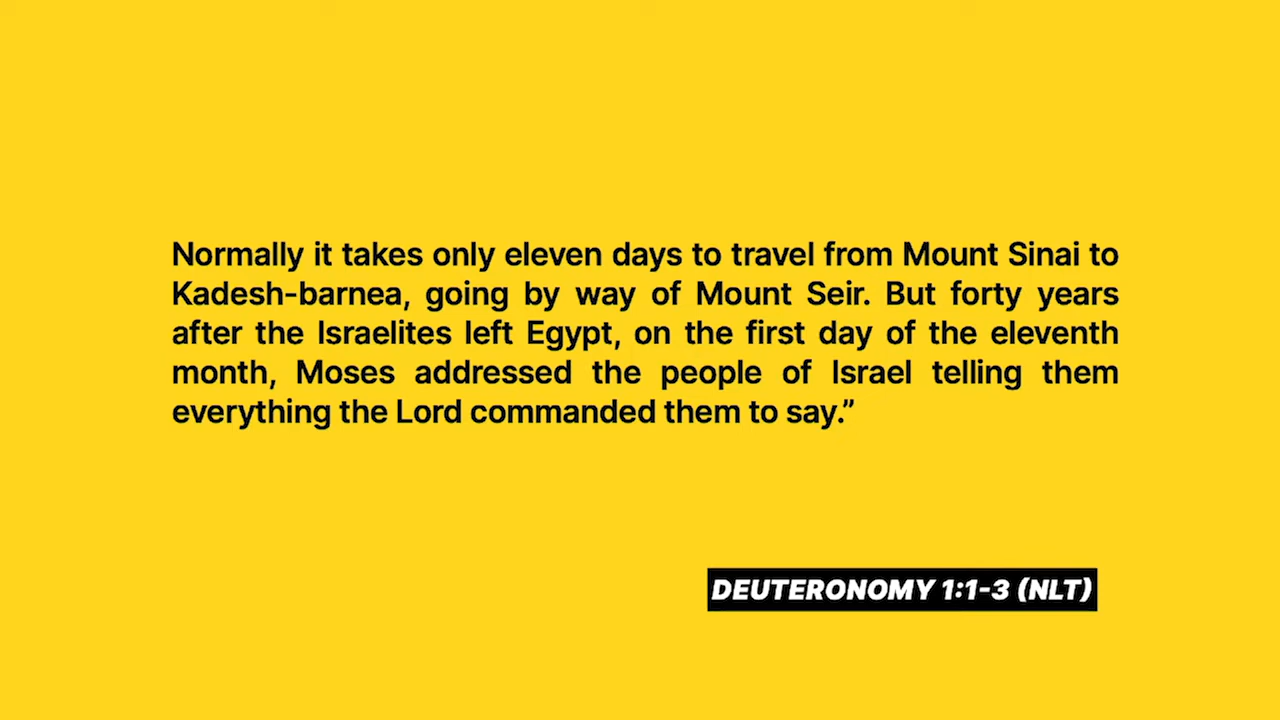 Normally it takes only eleven days to travel from Mount Sinai to
Kadesh-barnea, going by way of Mount Seir. But forty years
after the Israelites left Egypt, on the first day of the eleventh
month, Moses addressed the people of Israel telling them
everything the Lord commanded them to say.”
DEUTERONOMY 1:1-3 (NLT)